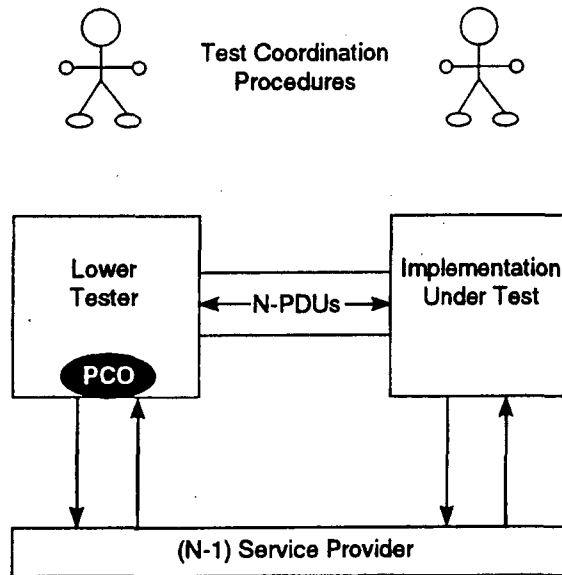 Test Coordination
Procedures
Lower
Tester
Implementation
Under Test
N-PDUs
PCO
(N-1) Service Provider